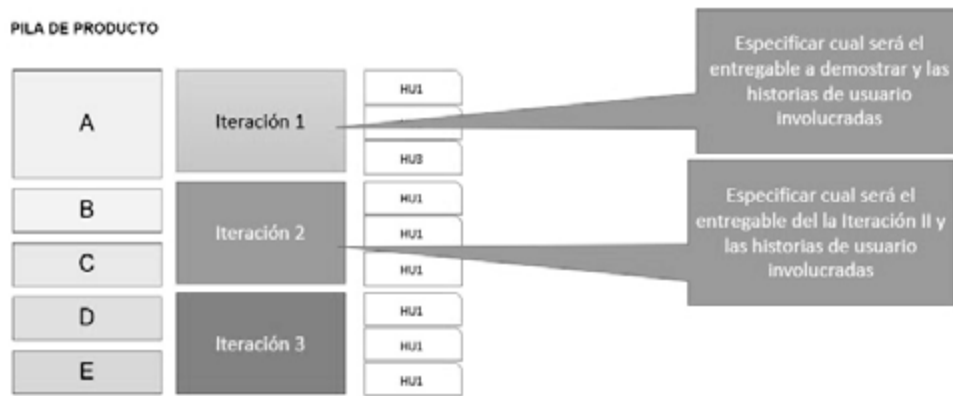 PILA DE PRODUCTO
A
B
C
D
E
Iteración 1
Iteración 2
Iteración 3
HU1
HU3
HU1
HU1
HU1
HU1
HU1
HU1
Especificar cual será el
entregable a demostrar y las
historias de usuario
involucradas
Especificar cual será el
entregable del la Iteración II y
las historias de usuario
involucradas